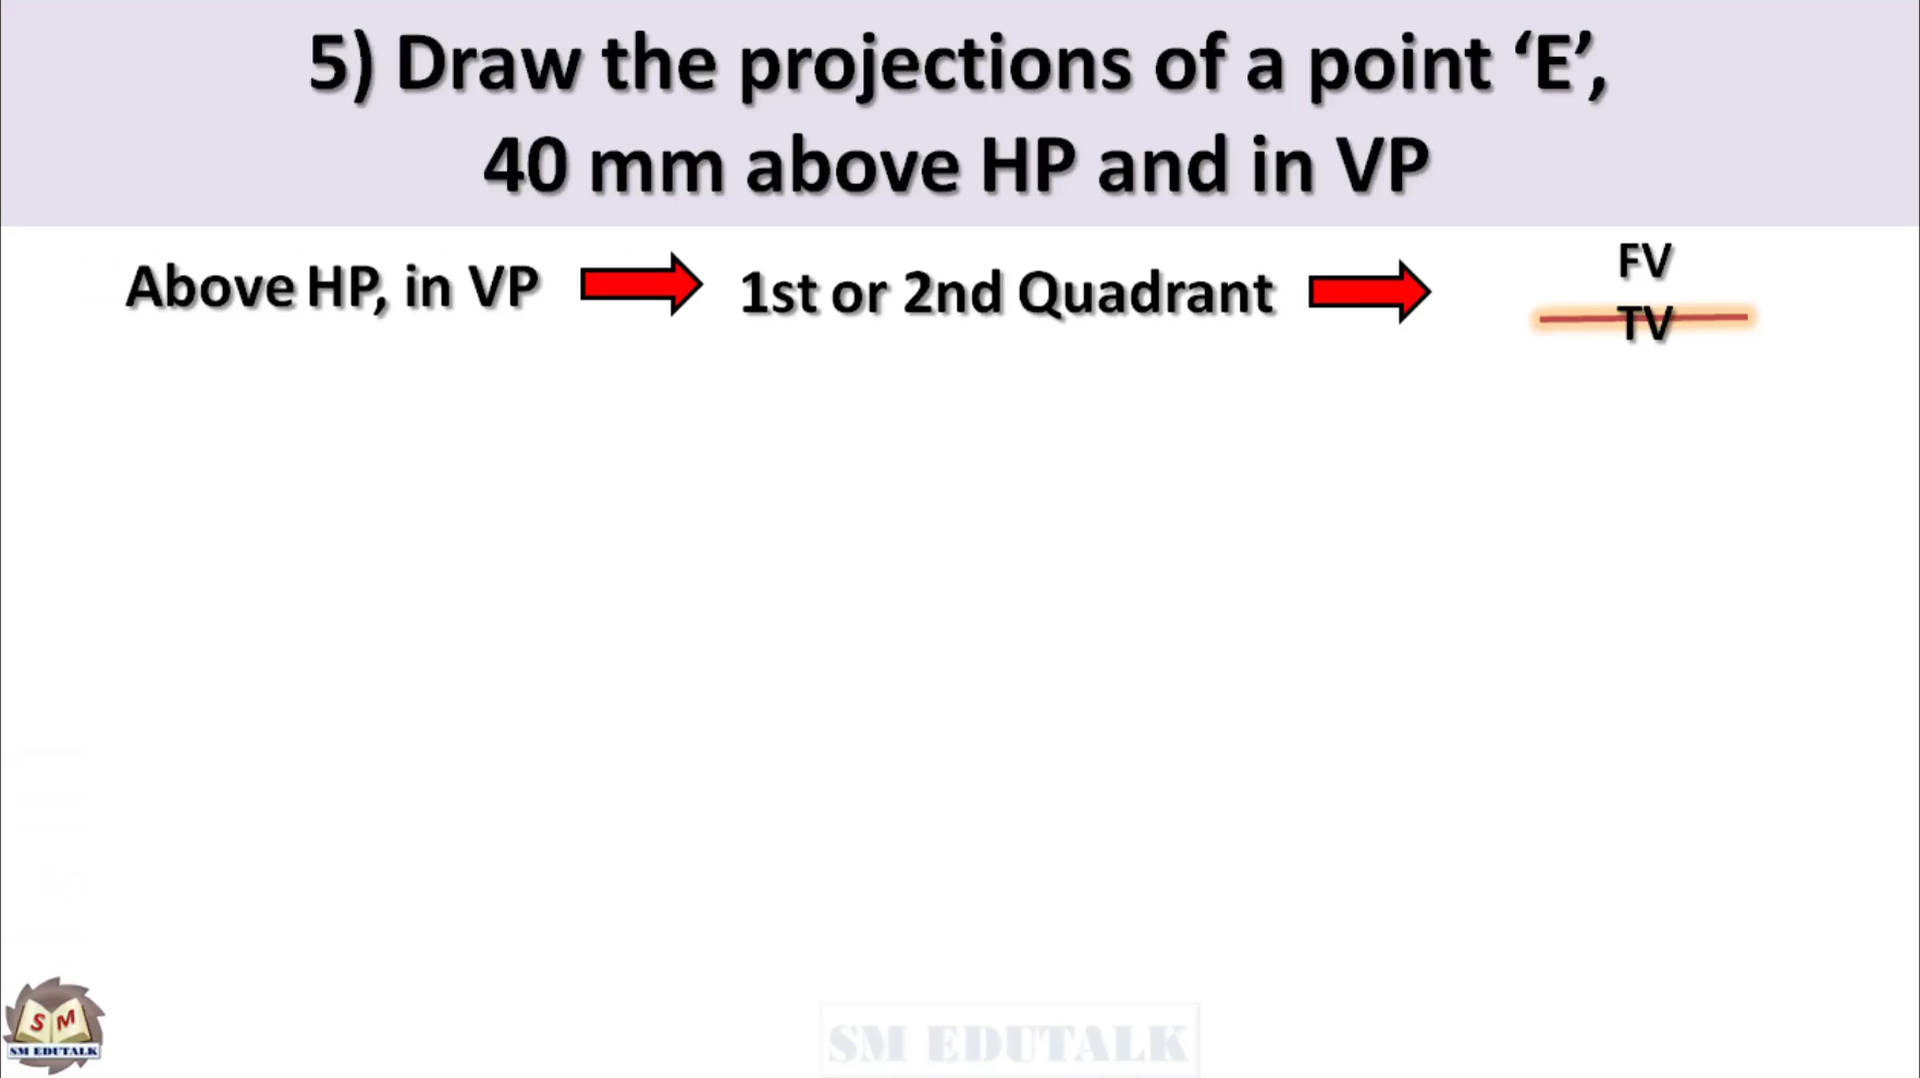 5) Draw the projections of a point ‘E’,
40 mm above HP and in VP
Above HP, in VP
1st or 2nd Quadrant
FV
TV
S M
SM EDUTALK
SM EDUTALK